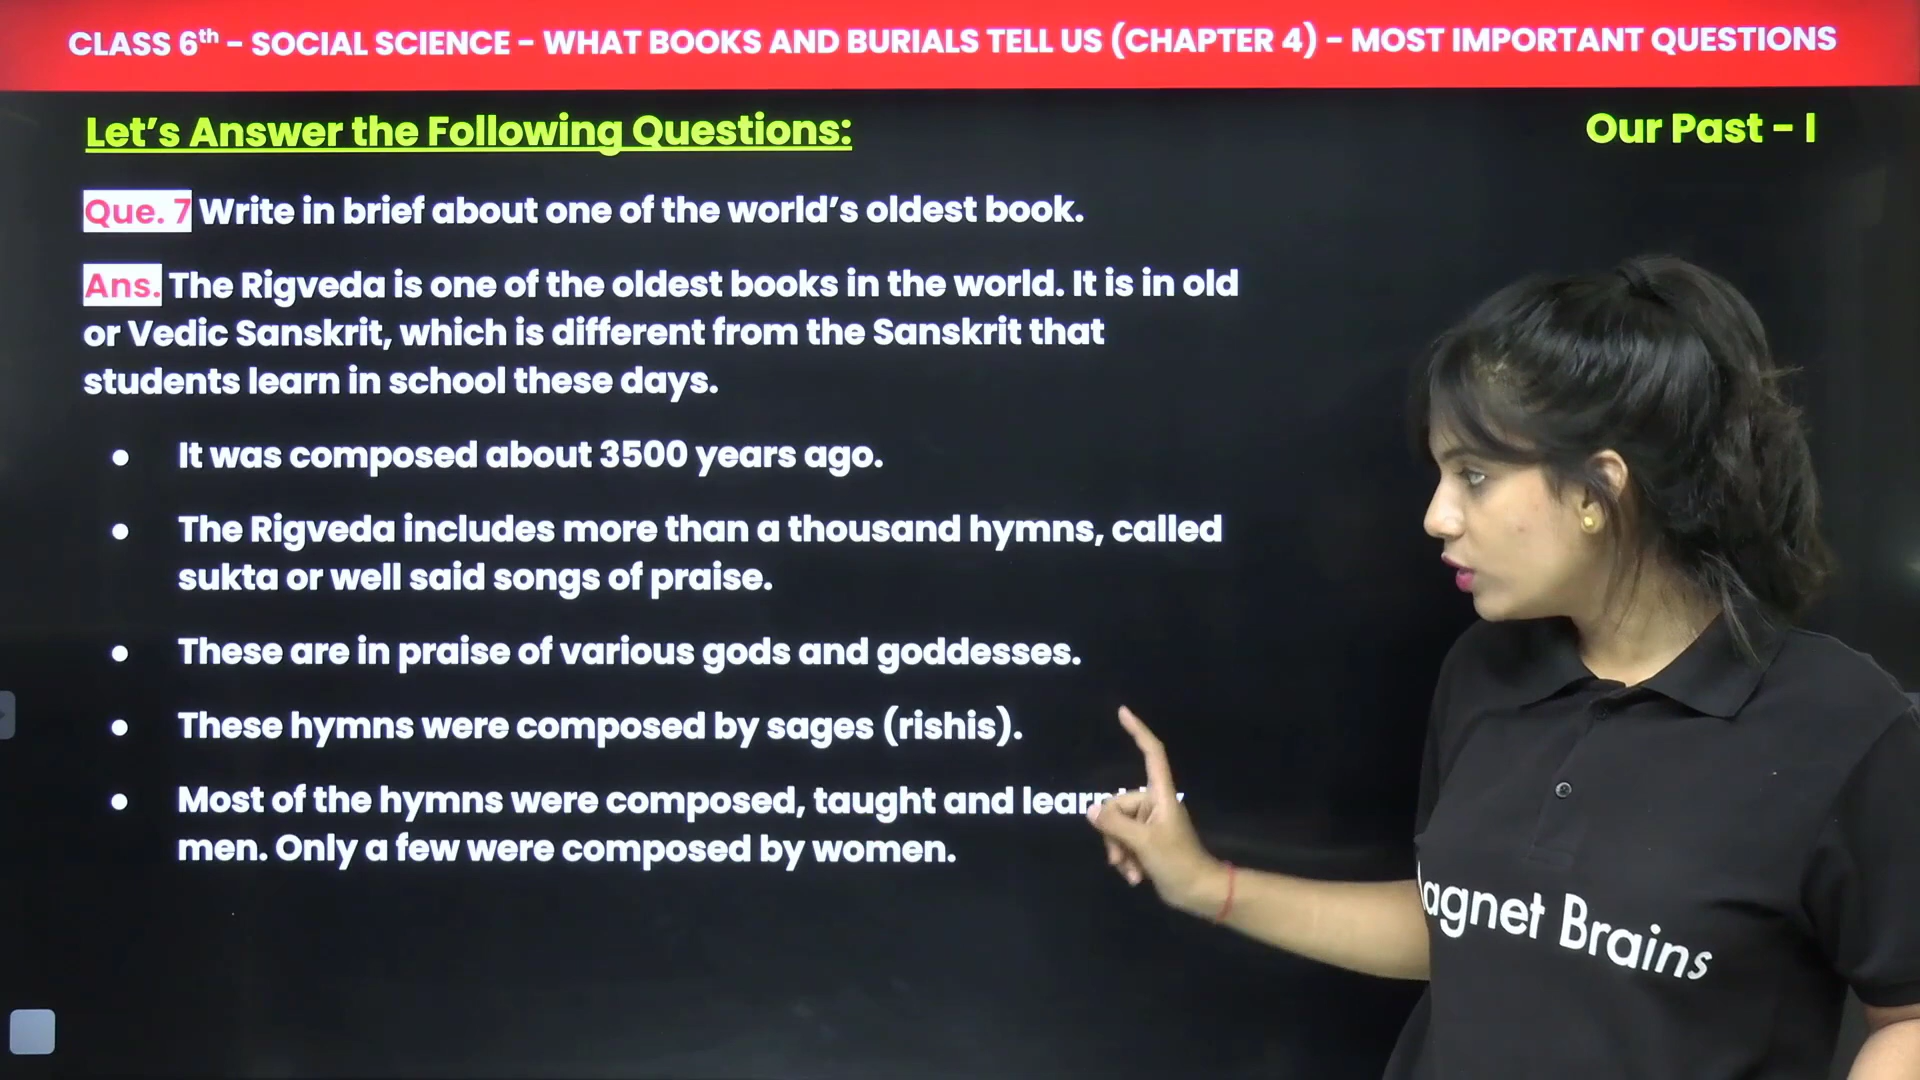 CLASS 6th - SOCIAL SCIENCE - WHAT BOOKS AND BURIALS TELL US (CHAPTER 4) - MOST IMPORTANT QUESTIONS
Let's Answer the Following Questions:
Our Past - I
Que. 7 Write in brief about one of the world's oldest book.
Ans. The Rigveda is one of the oldest books in the world. It is in old
or Vedic Sanskrit, which is different from the Sanskrit that
students learn in school these days.
● It was composed about 3500 years ago.
● The Rigveda includes more than a thousand hymns, called
sukta or well said songs of praise.
● These are in praise of various gods and goddesses.
● These hymns were composed by sages (rishis).
● Most of the hymns were composed, taught and
men. Only a few were composed by women.
agnet Brains